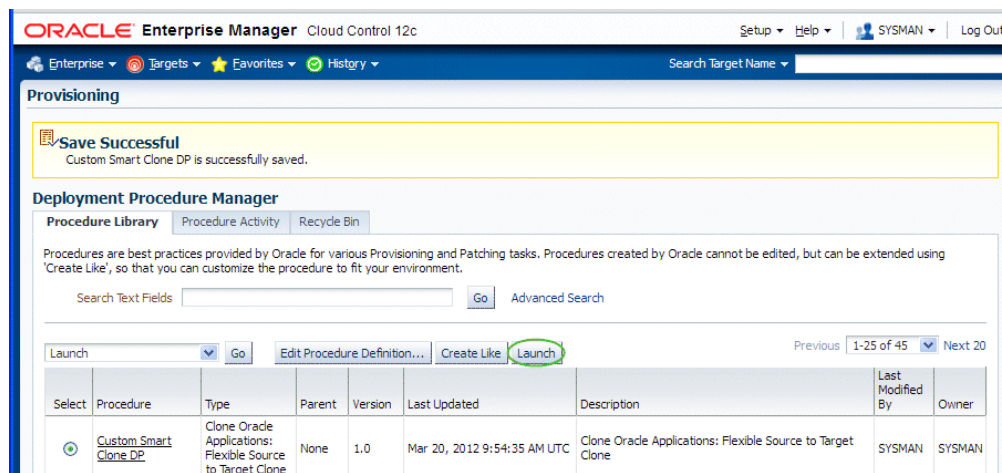 ORACLE Enterprise Manager Cloud Control 12c
Setup Help SYSMAN Log Out
Enterprise Targets Favorites History Search Target Name
Provisioning
Save Successful
Custom Smart Clone DP is successfully saved.
Deployment Procedure Manager
Procedure Library Procedure Activity Recycle Bin
Procedures are best practices provided by Oracle for various Provisioning and Patching tasks. Procedures created by Oracle cannot be edited, but can be extended using
'Create Like', so that you can customize the procedure to fit your environment.
Search Text Fields Go Advanced Search
Launch Go Edit Procedure Definition... Create Like Launch Previous 1-25 of 45 Next 20
Select Procedure Type Parent Version Last Updated Description Last Modified By Owner
Custom Smart Clone DP Clone Oracle Applications: Flexible Source to Target Clone None 1.0 Mar 20, 2012 9:54:35 AM UTC Clone Oracle Applications: Flexible Source to Target Clone SYSMAN SYSMAN